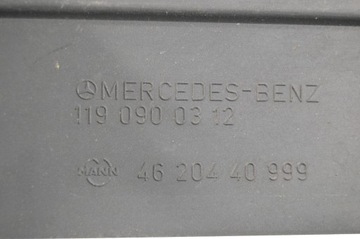 MERCEDES-BENZ
119 090 03 12
MANN 46 204 40 999